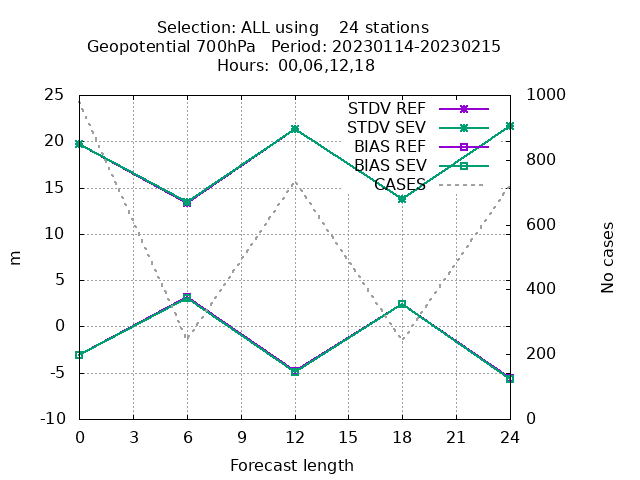 Selection: ALL using    24 stations
Geopotential 700hPa   Period: 20230114-20230215
Hours:  00,06,12,18
25
20
15
10
5
0
-5
-10
m
STDV REF
STDV SEV
BIAS REF
BIAS SEV
CASES
1000
800
600
400
200
0
No cases
0 3 6 9 12 15 18 21 24
Forecast length